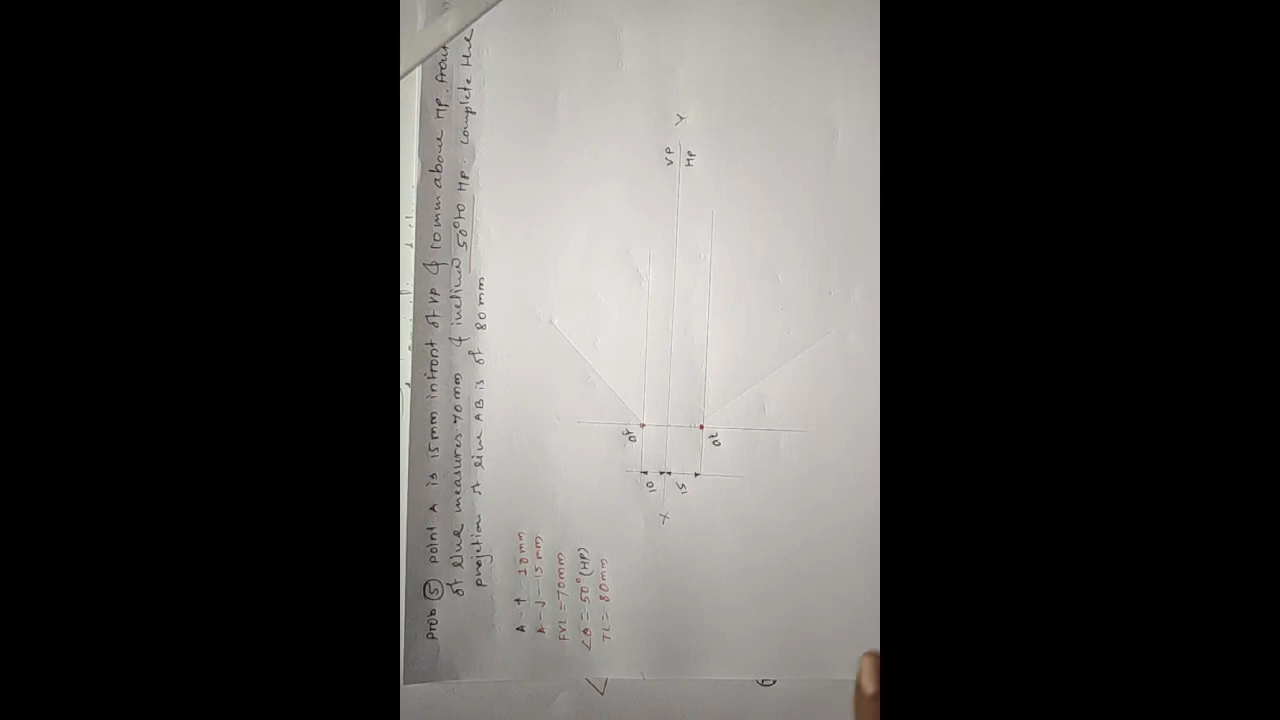 prob (5) point A is 15mm infront of VP & 10mm above HP. Front
of line measures 70mm & inclined 50° to HP. complete the
projection of line AB is of 80mm
A - ↑ - 10mm
A - ↓ - 15mm
FVL = 70mm
∠θ = 50° (HP)
TL = 80mm
10
15
X
VP
HP
Y